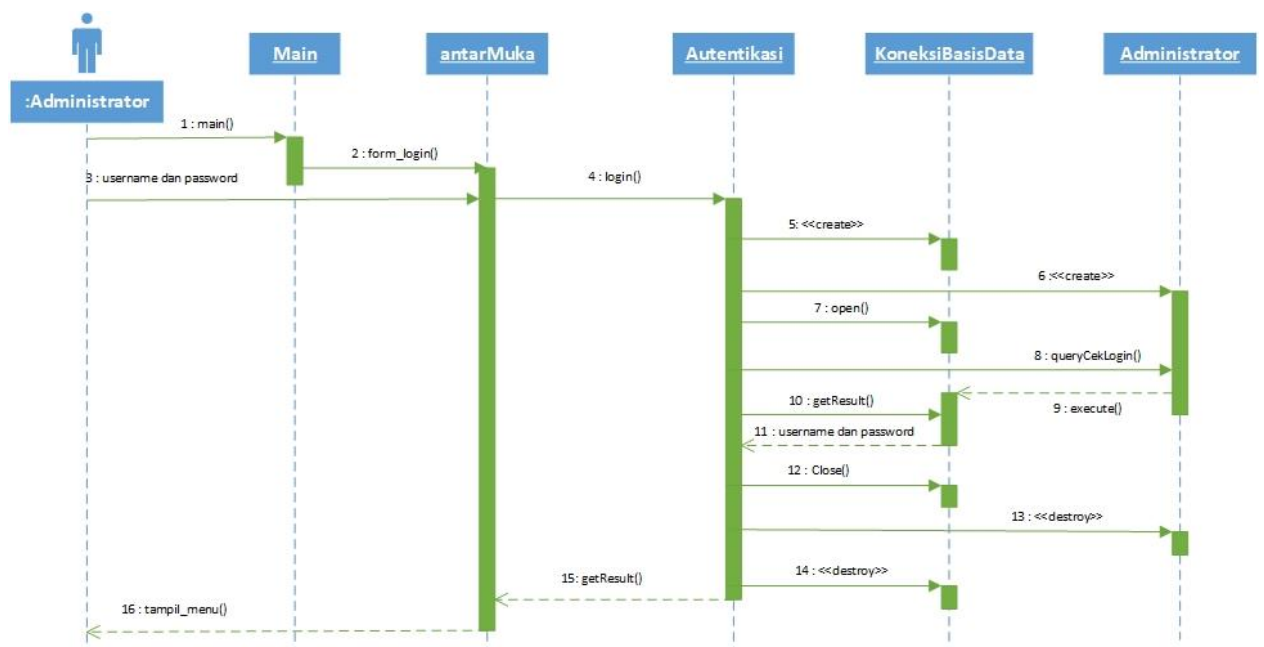 Main
antarMuka
Autentikasi
KoneksiBasisData
Administrator
:Administrator
1 : main()
2 : form_login()
3 : username dan password
4 : login()
5: <<create>>
6 :<<create>>
7 : open()
8 : queryCekLogin()
9 : execute()
10 : getResult()
11 : username dan password
12 : Close()
13 : <<destroy>>
14 : <<destroy>>
15: getResult()
16 : tampil_menu()